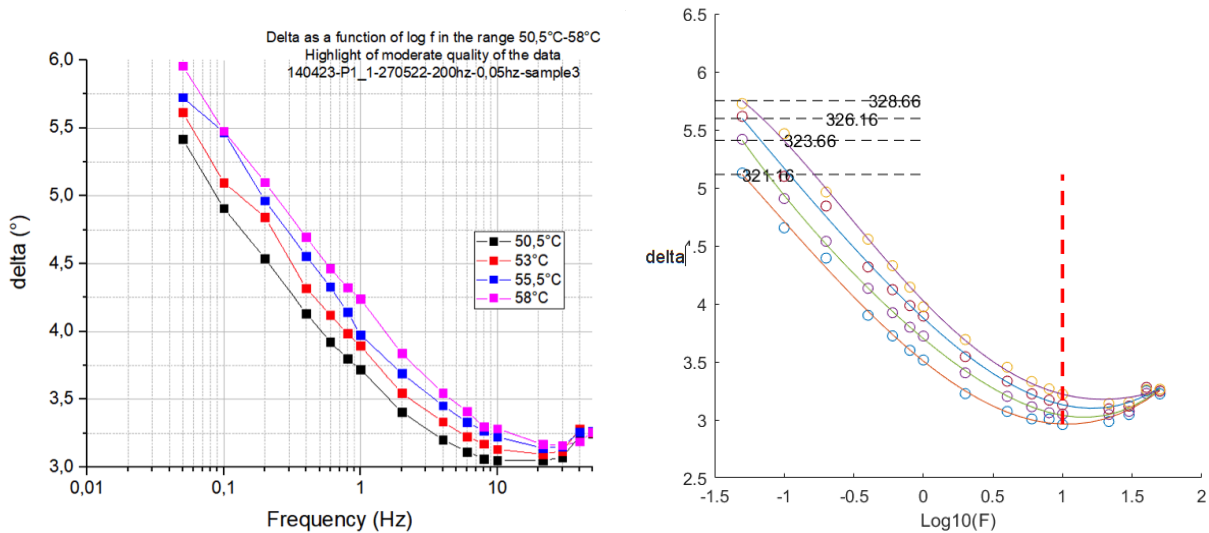 Delta as a function of log f in the range 50,5°C-58°C
Highlight of moderate quality of the data
140423-P1_1-270522-200hz-0,05hz-sample3
6,0
5,5
5,0
4,5
4,0
3,5
3,0
delta (°)
50,5°C
53°C
55,5°C
58°C
0,01
0,1
1
10
Frequency (Hz)
6.5
6
5.5
5
4.5
4
3.5
3
2.5
delta
328.66
326.16
323.66
321.16
-1.5
-1
-0.5
0
0.5
1
1.5
2
Log10(F)